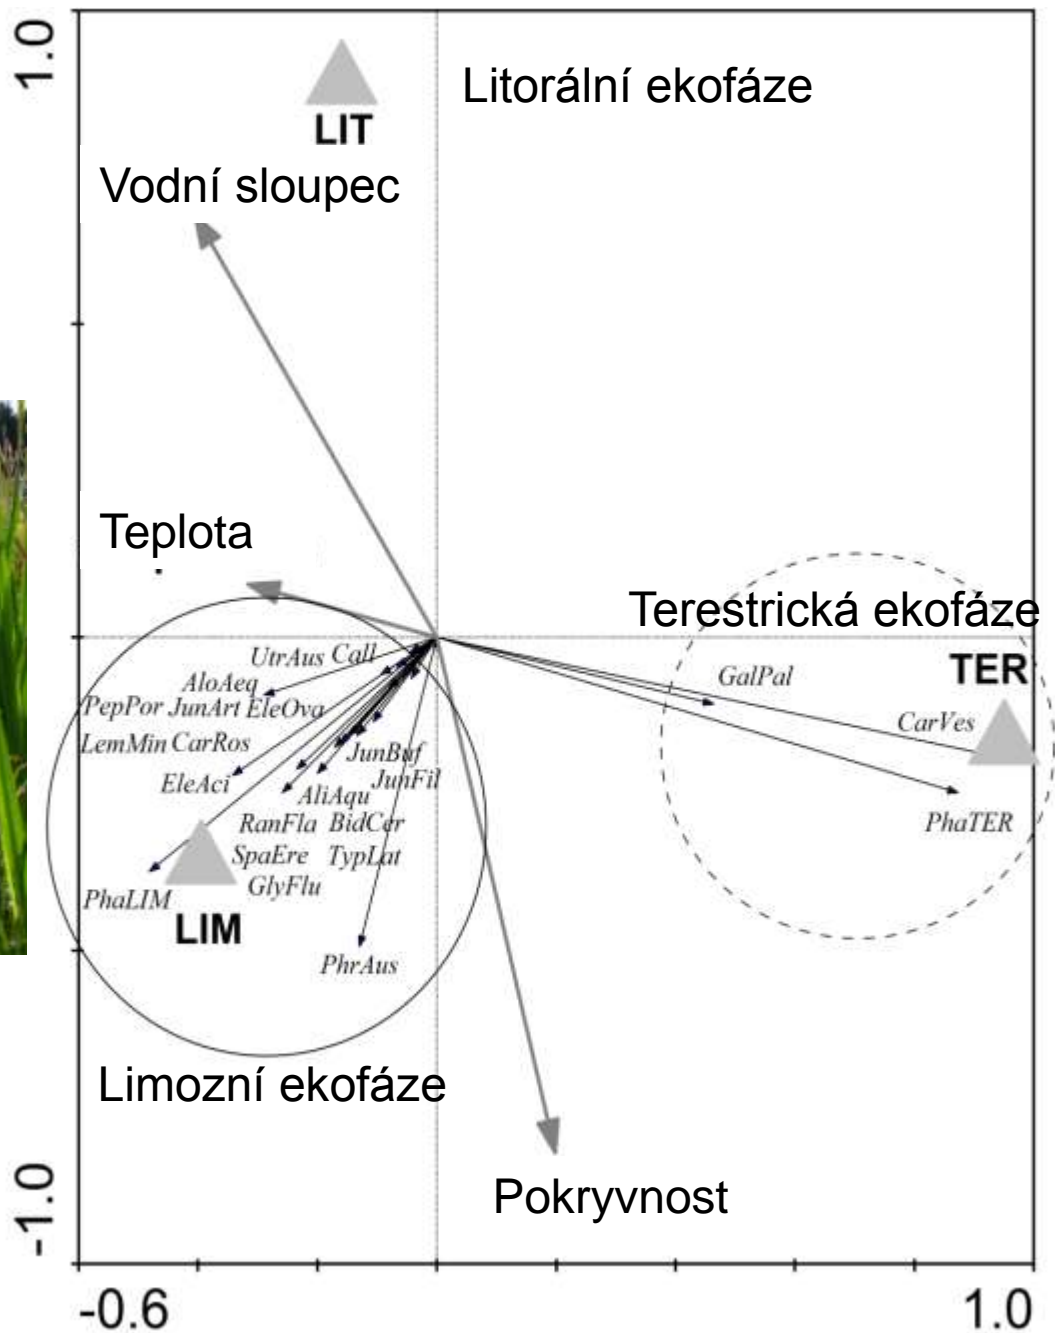 1.0
Litorální ekofáze
LIT
Vodní sloupec
Teplota
Terestrická ekofáze
UtrAus Call
GalPal
TER
AloAeq
PepPor JunArt EleOva
CarVes
LemMin CarRos
JunBuf
EleAci
JunFil
AliAqu
RanFla BidCer
PhaTER
SpaEre TypLat
GlyFlu
PhaLIM
LIM
PhrAus
Limozní ekofáze
Pokryvnost
-1.0
-0.6 1.0